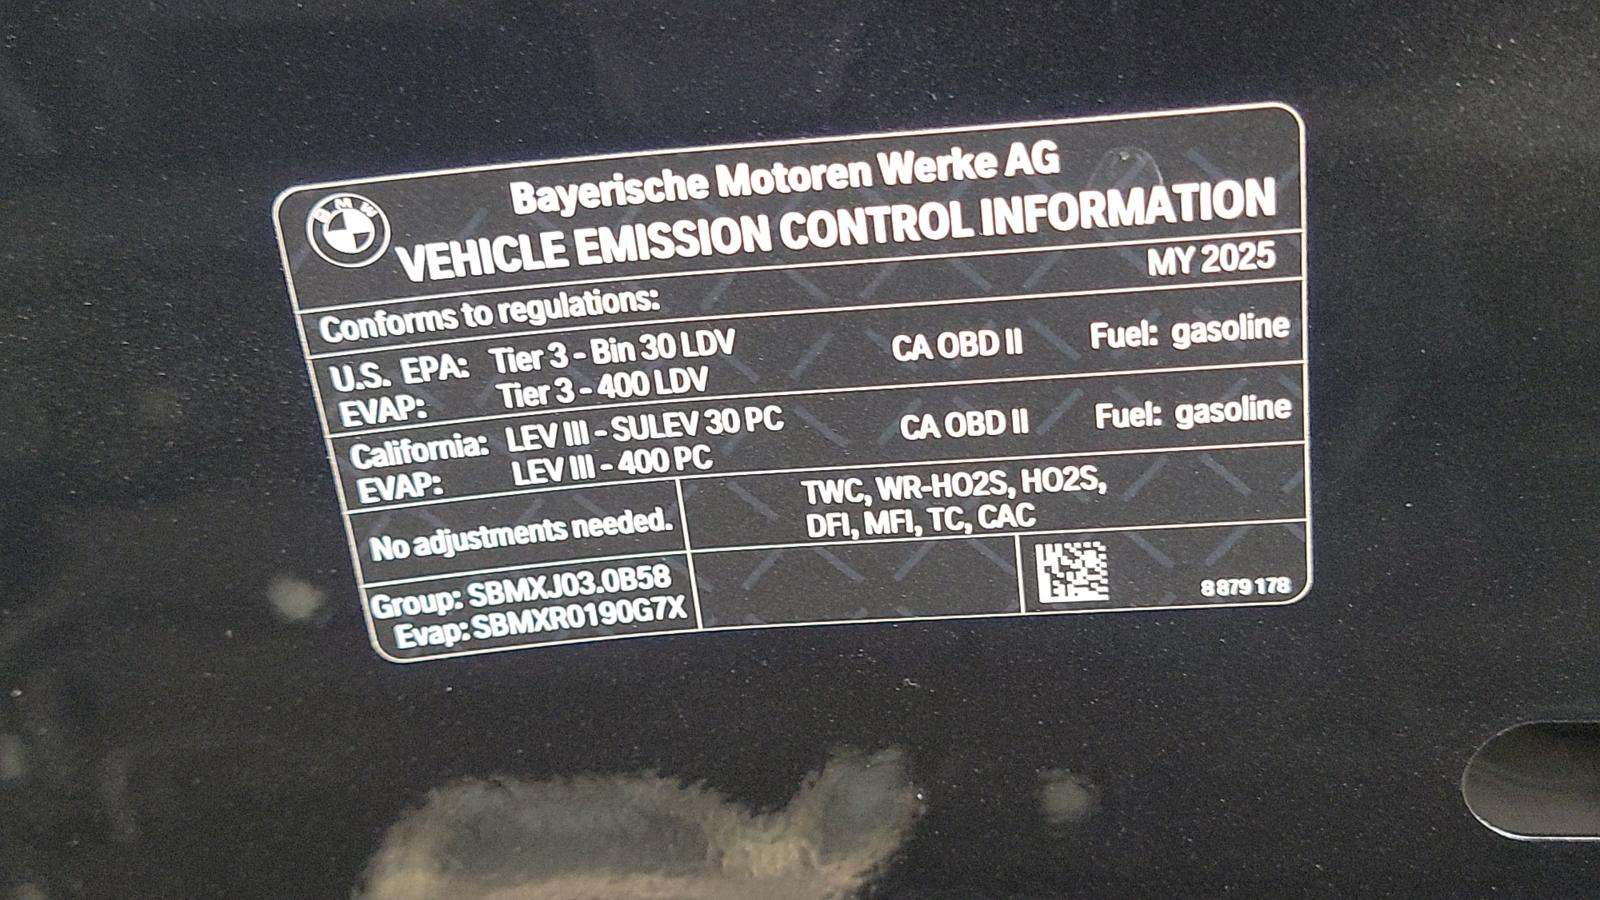 BMW
Bayerische Motoren Werke AG
VEHICLE EMISSION CONTROL INFORMATION
MY 2025
Conforms to regulations:
U.S. EPA: Tier 3 - Bin 30 LDV CA OBD II Fuel: gasoline
EVAP: Tier 3 - 400 LDV
California: LEV III - SULEV 30 PC CA OBD II Fuel: gasoline
EVAP: LEV III - 400 PC
No adjustments needed.
TWC, WR-HO2S, HO2S,
DFI, MFI, TC, CAC
Group: SBMXJ03.0B58
Evap: SBMXR0190G7X
8 879 178